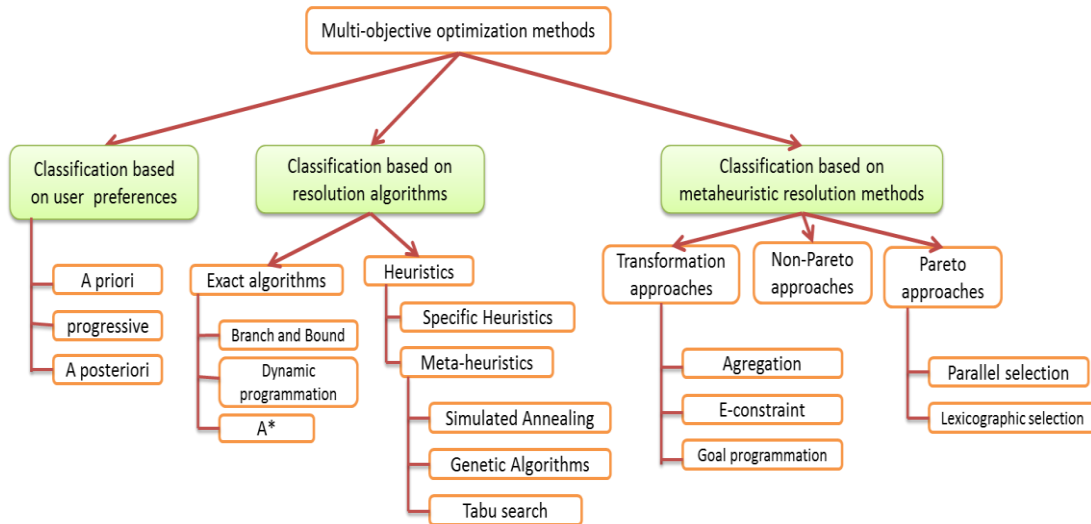 Multi-objective optimization methods
Classification based
on user preferences
Classification based on
resolution algorithms
Classification based on
metaheuristic resolution methods
A priori
progressive
A posteriori
Exact algorithms
Branch and Bound
Dynamic
programmation
A*
Heuristics
Specific Heuristics
Meta-heuristics
Simulated Annealing
Genetic Algorithms
Tabu search
Transformation
approaches
Agregation
E-constraint
Goal programmation
Non-Pareto
approaches
Pareto
approaches
Parallel selection
Lexicographic selection